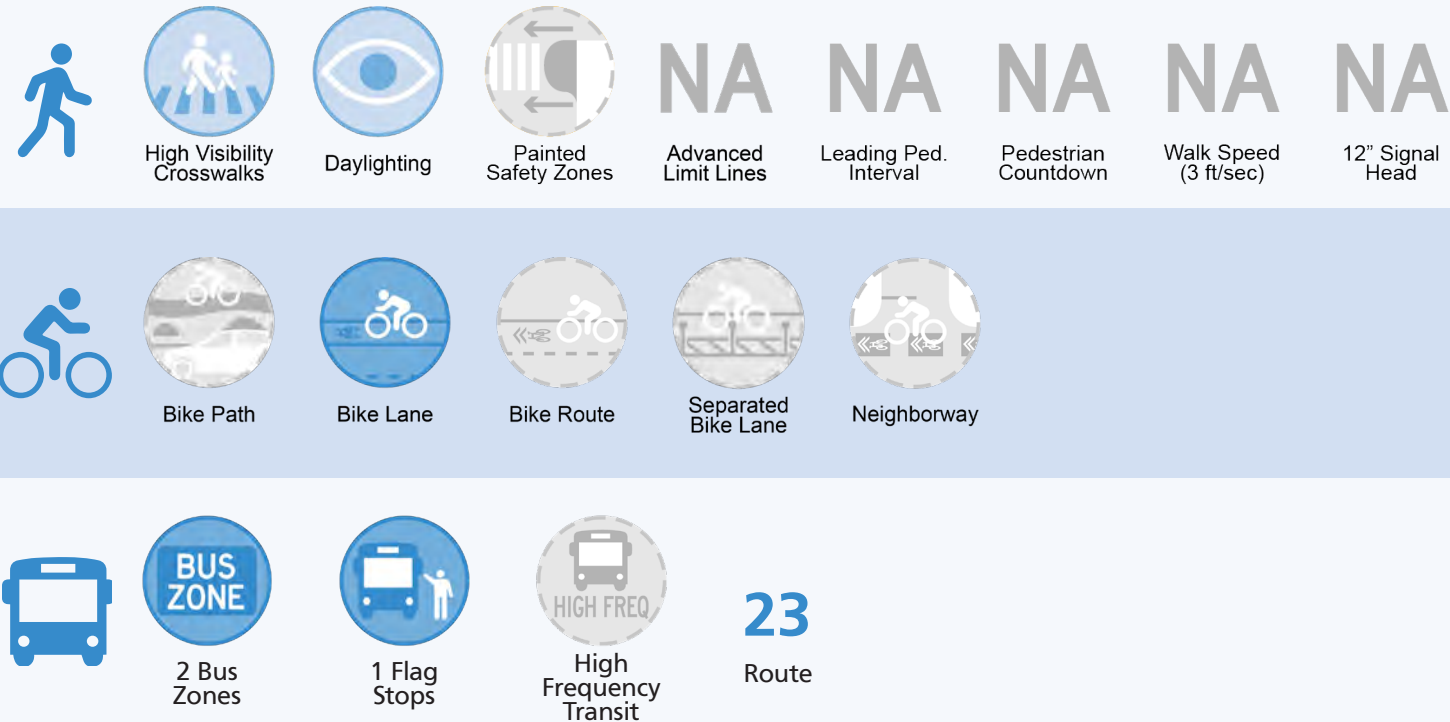 NA NA NA NA NA
High Visibility
Crosswalks
Daylighting
Painted
Safety Zones
Advanced
Limit Lines
Leading Ped.
Interval
Pedestrian
Countdown
Walk Speed
(3 ft/sec)
12” Signal
Head
Bike Path
Bike Lane
Bike Route
Separated
Bike Lane
Neighborway
BUS
ZONE
HIGH FREQ
23
2 Bus
Zones
1 Flag
Stops
High
Frequency
Transit
Route